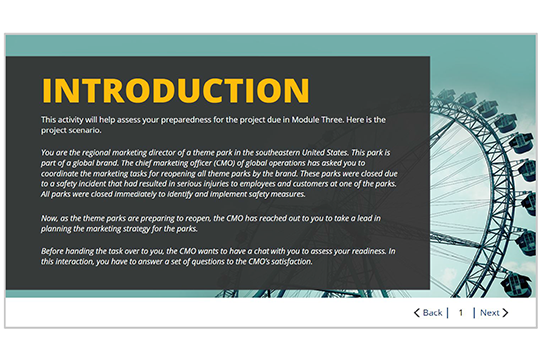 INTRODUCTION
This activity will help assess your preparedness for the project due in Module Three. Here is the
project scenario.
You are the regional marketing director of a theme park in the southeastern United States. This park is
part of a global brand. The chief marketing officer (CMO) of global operations has asked you to
coordinate the marketing tasks for reopening all theme parks by the brand. These parks were closed due
to a safety incident that had resulted in serious injuries to employees and customers at one of the parks.
All parks were closed immediately to identify and implement safety measures.
Now, as the theme parks are preparing to reopen, the CMO has reached out to you to take a lead in
planning the marketing strategy for the parks.
Before handing the task over to you, the CMO wants to have a chat with you to assess your readiness. In
this interaction, you have to answer a set of questions to the CMO's satisfaction.
Back | 1 | Next